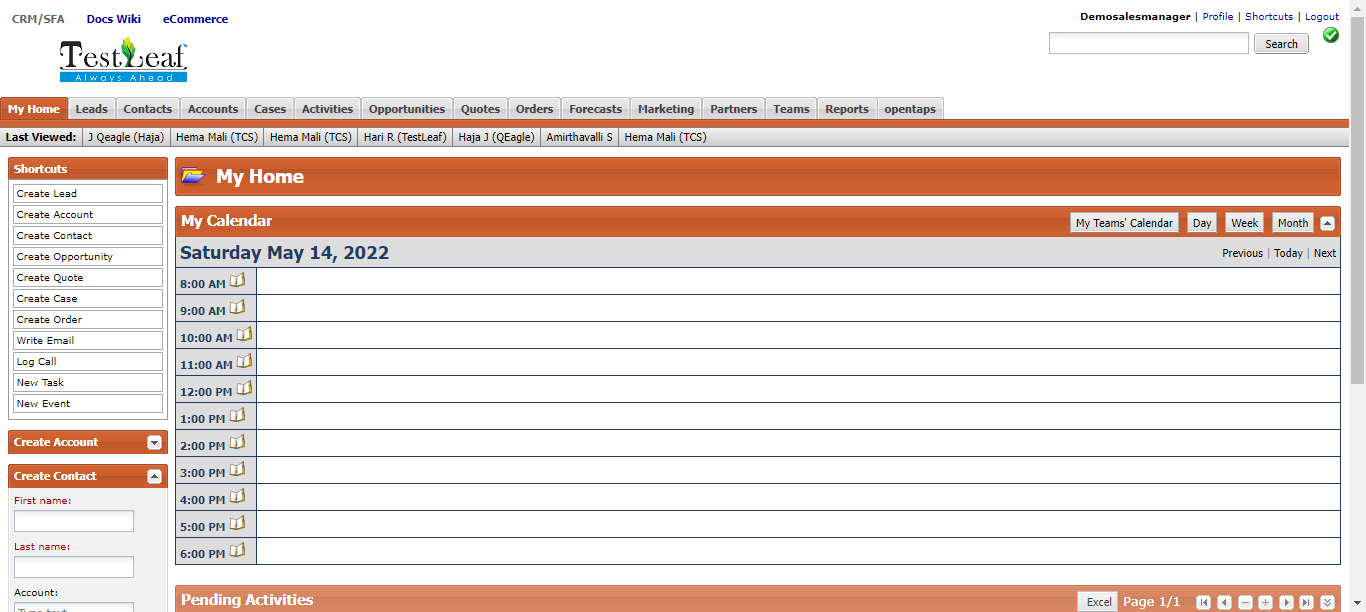 CRM/SFA Docs Wiki eCommerce
Demosalesmanager | Profile | Shortcuts | Logout
Search
TestLeaf
Always Ahead
My Home Leads Contacts Accounts Cases Activities Opportunities Quotes Orders Forecasts Marketing Partners Teams Reports opentaps
Last Viewed: J Qeagle (Haja) Hema Mali (TCS) Hema Mali (TCS) Hari R (TestLeaf) Haja J (QEagle) Amirthavalli S Hema Mali (TCS)
Shortcuts
Create Lead
Create Account
Create Contact
Create Opportunity
Create Quote
Create Case
Create Order
Write Email
Log Call
New Task
New Event
Create Account
Create Contact
First name:
Last name:
Account:
My Home
My Calendar
My Teams' Calendar Day Week Month
Saturday May 14, 2022
Previous | Today | Next
8:00 AM
9:00 AM
10:00 AM
11:00 AM
12:00 PM
1:00 PM
2:00 PM
3:00 PM
4:00 PM
5:00 PM
6:00 PM
Pending Activities
Excel Page 1/1